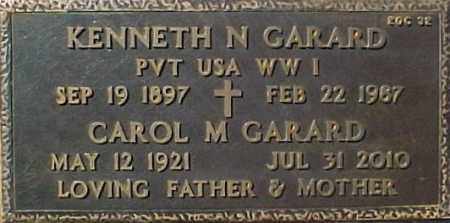 EOC 32
KENNETH N GARARD
PVT USA WW I
SEP 19 1897 FEB 22 1987
CAROL M GARARD
MAY 12 1921 JUL 31 2010
LOVING FATHER & MOTHER